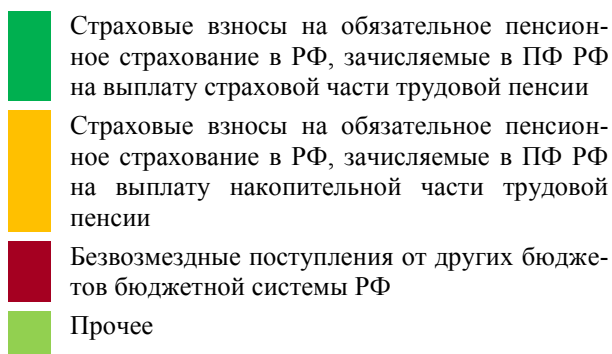 Страховые взносы на обязательное пенсион-
ное страхование в РФ, зачисляемые в ПФ РФ
на выплату страховой части трудовой пенсии
Страховые взносы на обязательное пенсион-
ное страхование в РФ, зачисляемые в ПФ РФ
на выплату накопительной части трудовой
пенсии
Безвозмездные поступления от других бюдже-
тов бюджетной системы РФ
Прочее